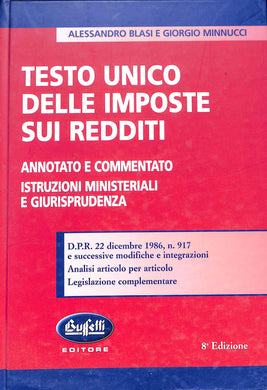 ALESSANDRO BLASI E GIORGIO MINNUCCI
TESTO UNICO
DELLE IMPOSTE
SUI REDDITI
ANNOTATO E COMMENTATO
ISTRUZIONI MINISTERIALI
E GIURISPRUDENZA
D.P.R. 22 dicembre 1986, n. 917
e successive modifiche e integrazioni
Analisi articolo per articolo
Legislazione complementare
Buffetti
EDITORE
8ª Edizione